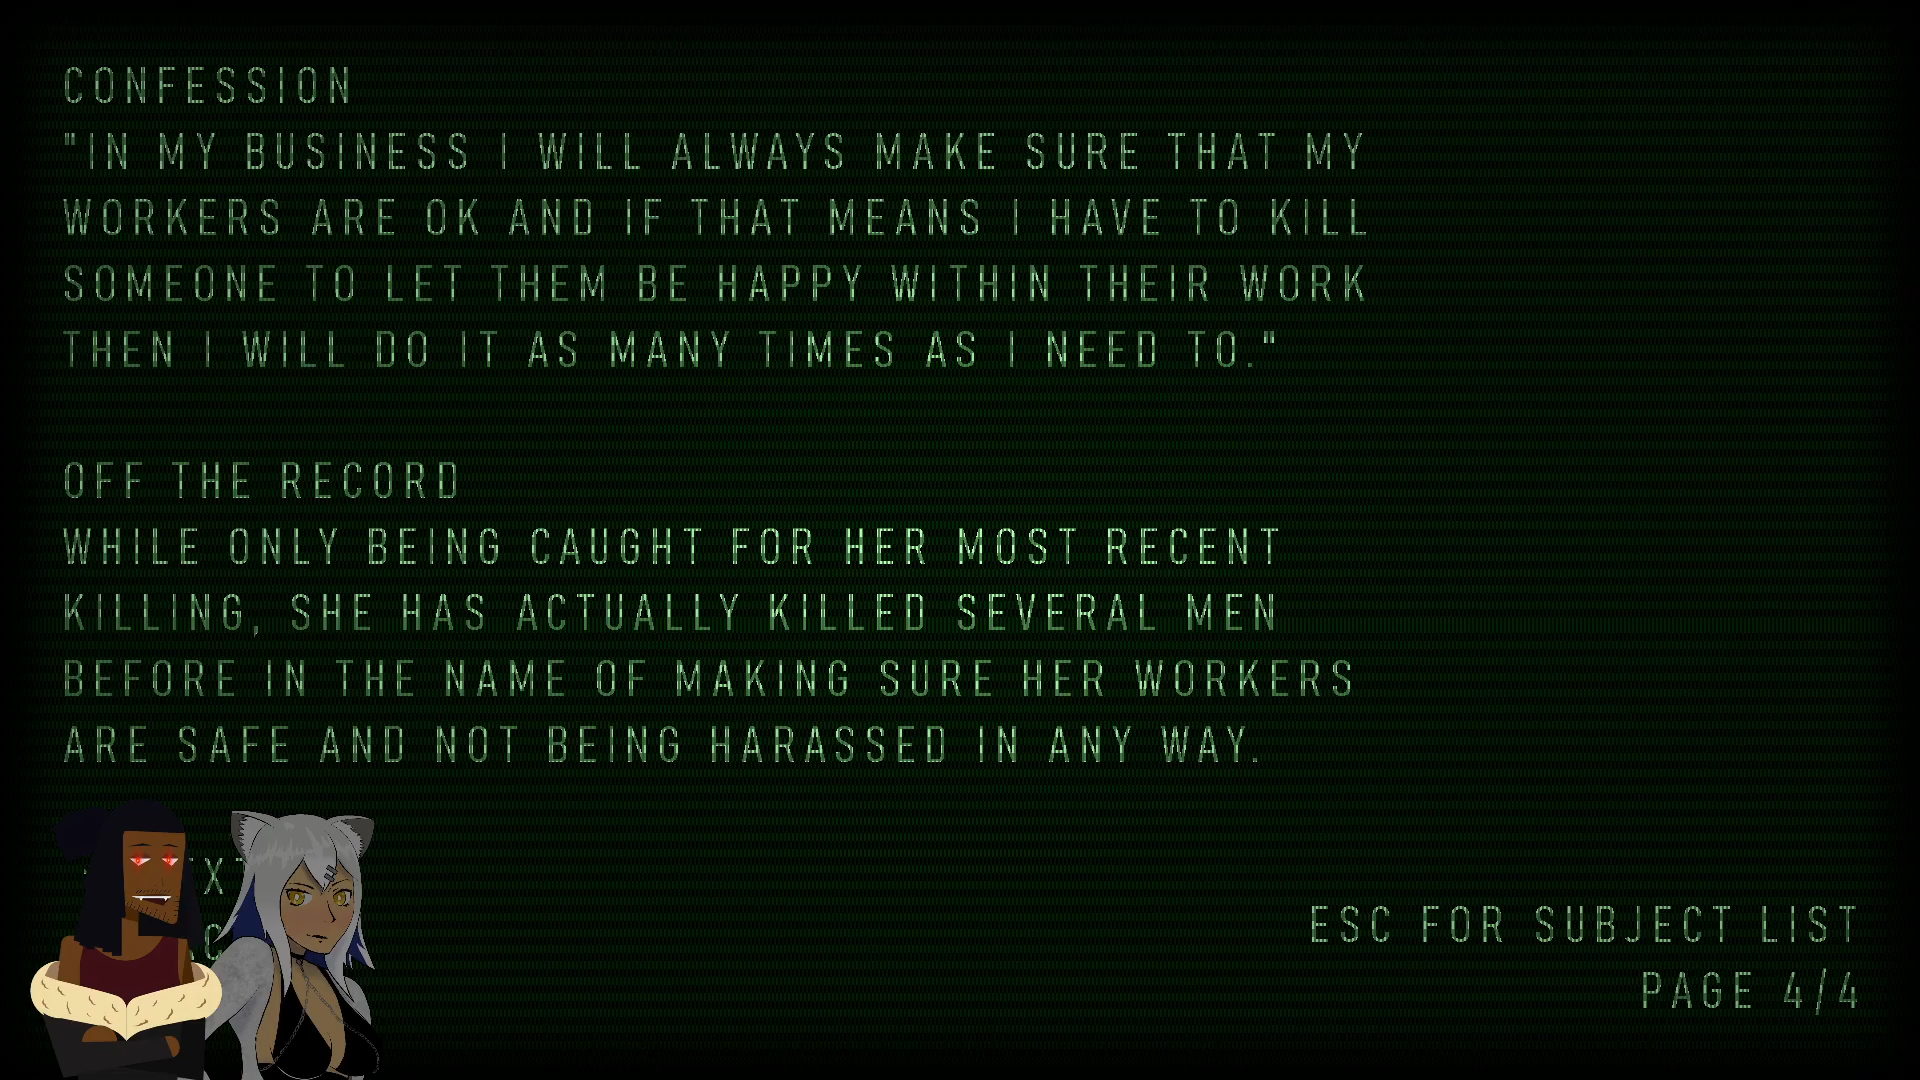 CONFESSION
"IN MY BUSINESS I WILL ALWAYS MAKE SURE THAT MY
WORKERS ARE OK AND IF THAT MEANS I HAVE TO KILL
SOMEONE TO LET THEM BE HAPPY WITHIN THEIR WORK
THEN I WILL DO IT AS MANY TIMES AS I NEED TO."
OFF THE RECORD
WHILE ONLY BEING CAUGHT FOR HER MOST RECENT
KILLING, SHE HAS ACTUALLY KILLED SEVERAL MEN
BEFORE IN THE NAME OF MAKING SURE HER WORKERS
ARE SAFE AND NOT BEING HARASSED IN ANY WAY.
ESC FOR SUBJECT LIST
PAGE 4/4